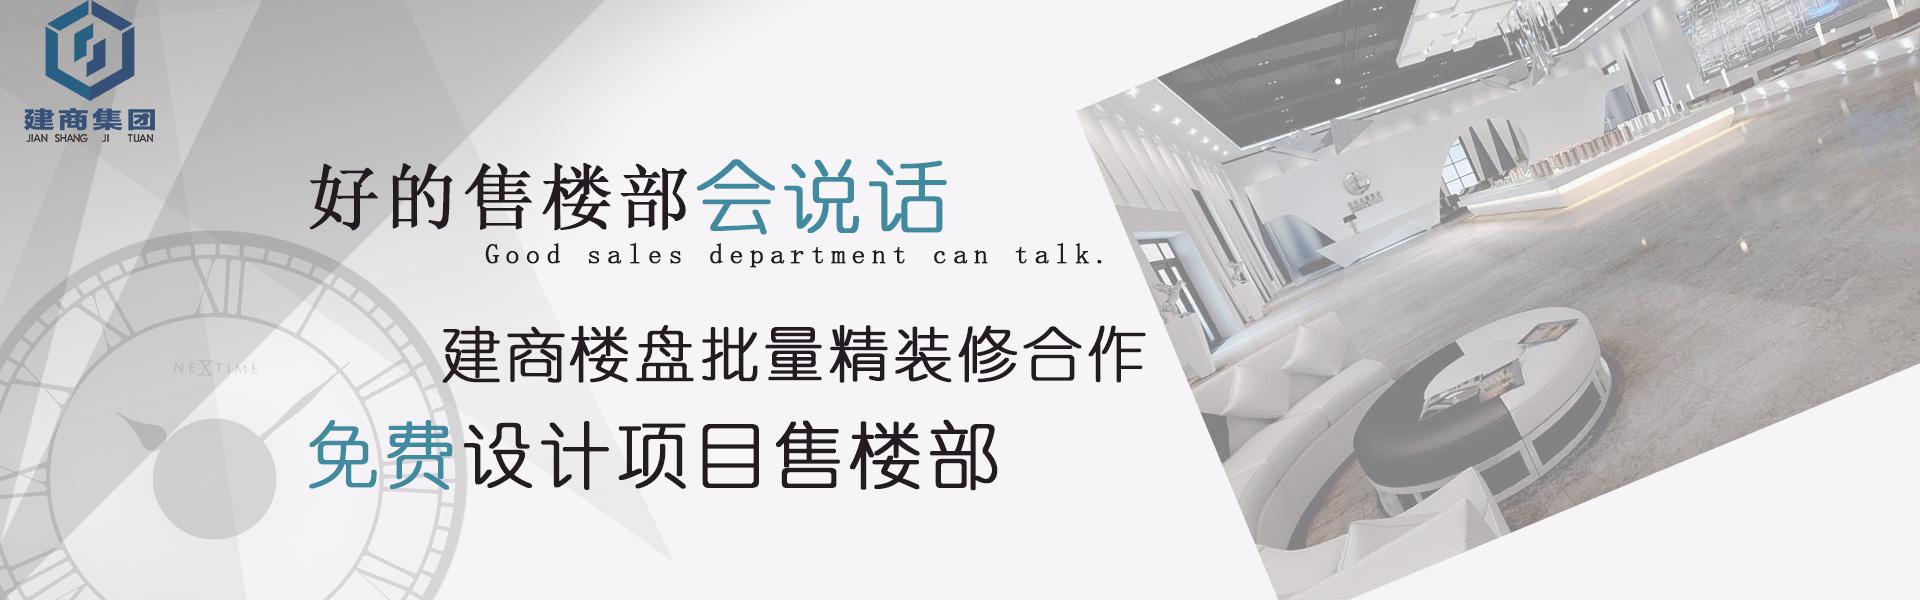 建商集团
JIAN SHANG JI TUAN
好的售楼部会说话
Good sales department can talk.
NEXTIME
建商楼盘批量精装修合作
免费设计项目售楼部